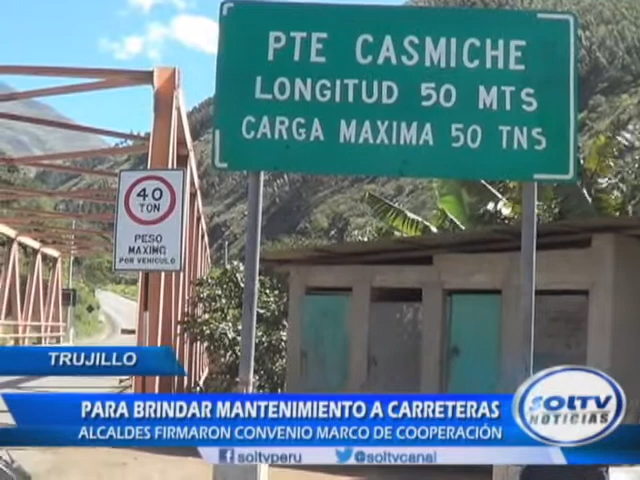 PTE CASMICHE
LONGITUD 50 MTS
CARGA MAXIMA 50 TNS
40
TON
PESO
MAXIMO
POR VEHICULO
TRUJILLO
PARA BRINDAR MANTENIMIENTO A CARRETERAS
ALCALDES FIRMARON CONVENIO MARCO DE COOPERACIÓN
SOLTV
NOTICIAS
soltvperu @soltvcanal